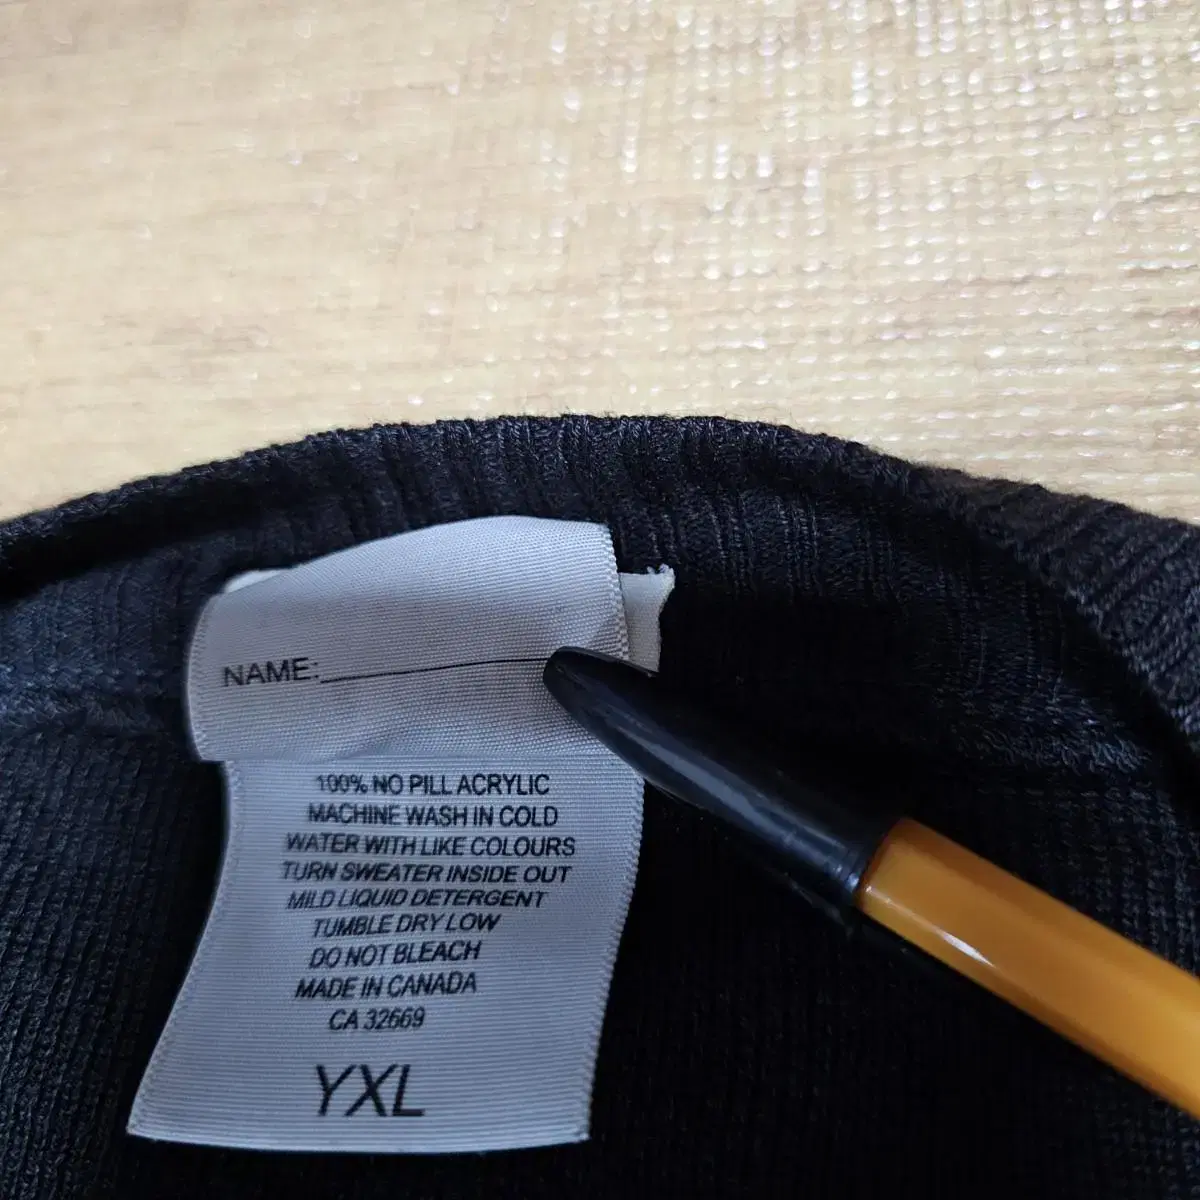 NAME:
100% NO PILL ACRYLIC
MACHINE WASH IN COLD
WATER WITH LIKE COLOURS
TURN SWEATER INSIDE OUT
MILD LIQUID DETERGENT
TUMBLE DRY LOW
DO NOT BLEACH
MADE IN CANADA
CA 32669
YXL